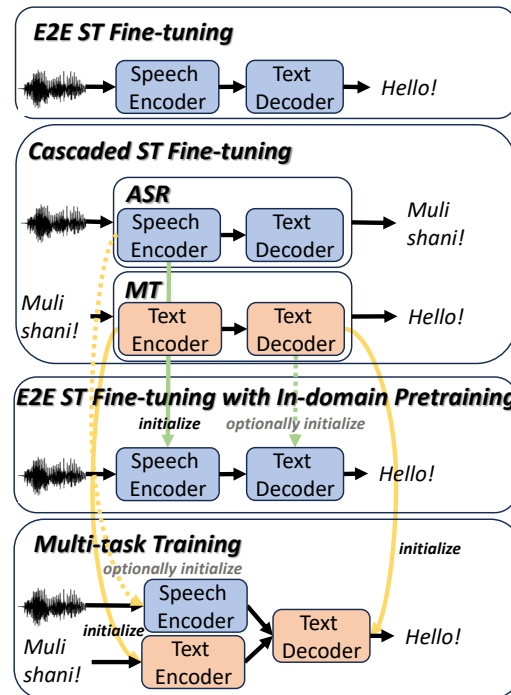 E2E ST Fine-tuning
Speech
Encoder
Text
Decoder
Hello!
Cascaded ST Fine-tuning
ASR
Speech
Encoder
Text
Decoder
Muli
shani!
MT
Muli
shani!
Text
Encoder
Text
Decoder
Hello!
E2E ST Fine-tuning with In-domain Pretraining
initialize
optionally initialize
Speech
Encoder
Text
Decoder
Hello!
Multi-task Training
optionally initialize
initialize
Speech
Encoder
initialize
Muli
shani!
Text
Encoder
Text
Decoder
Hello!